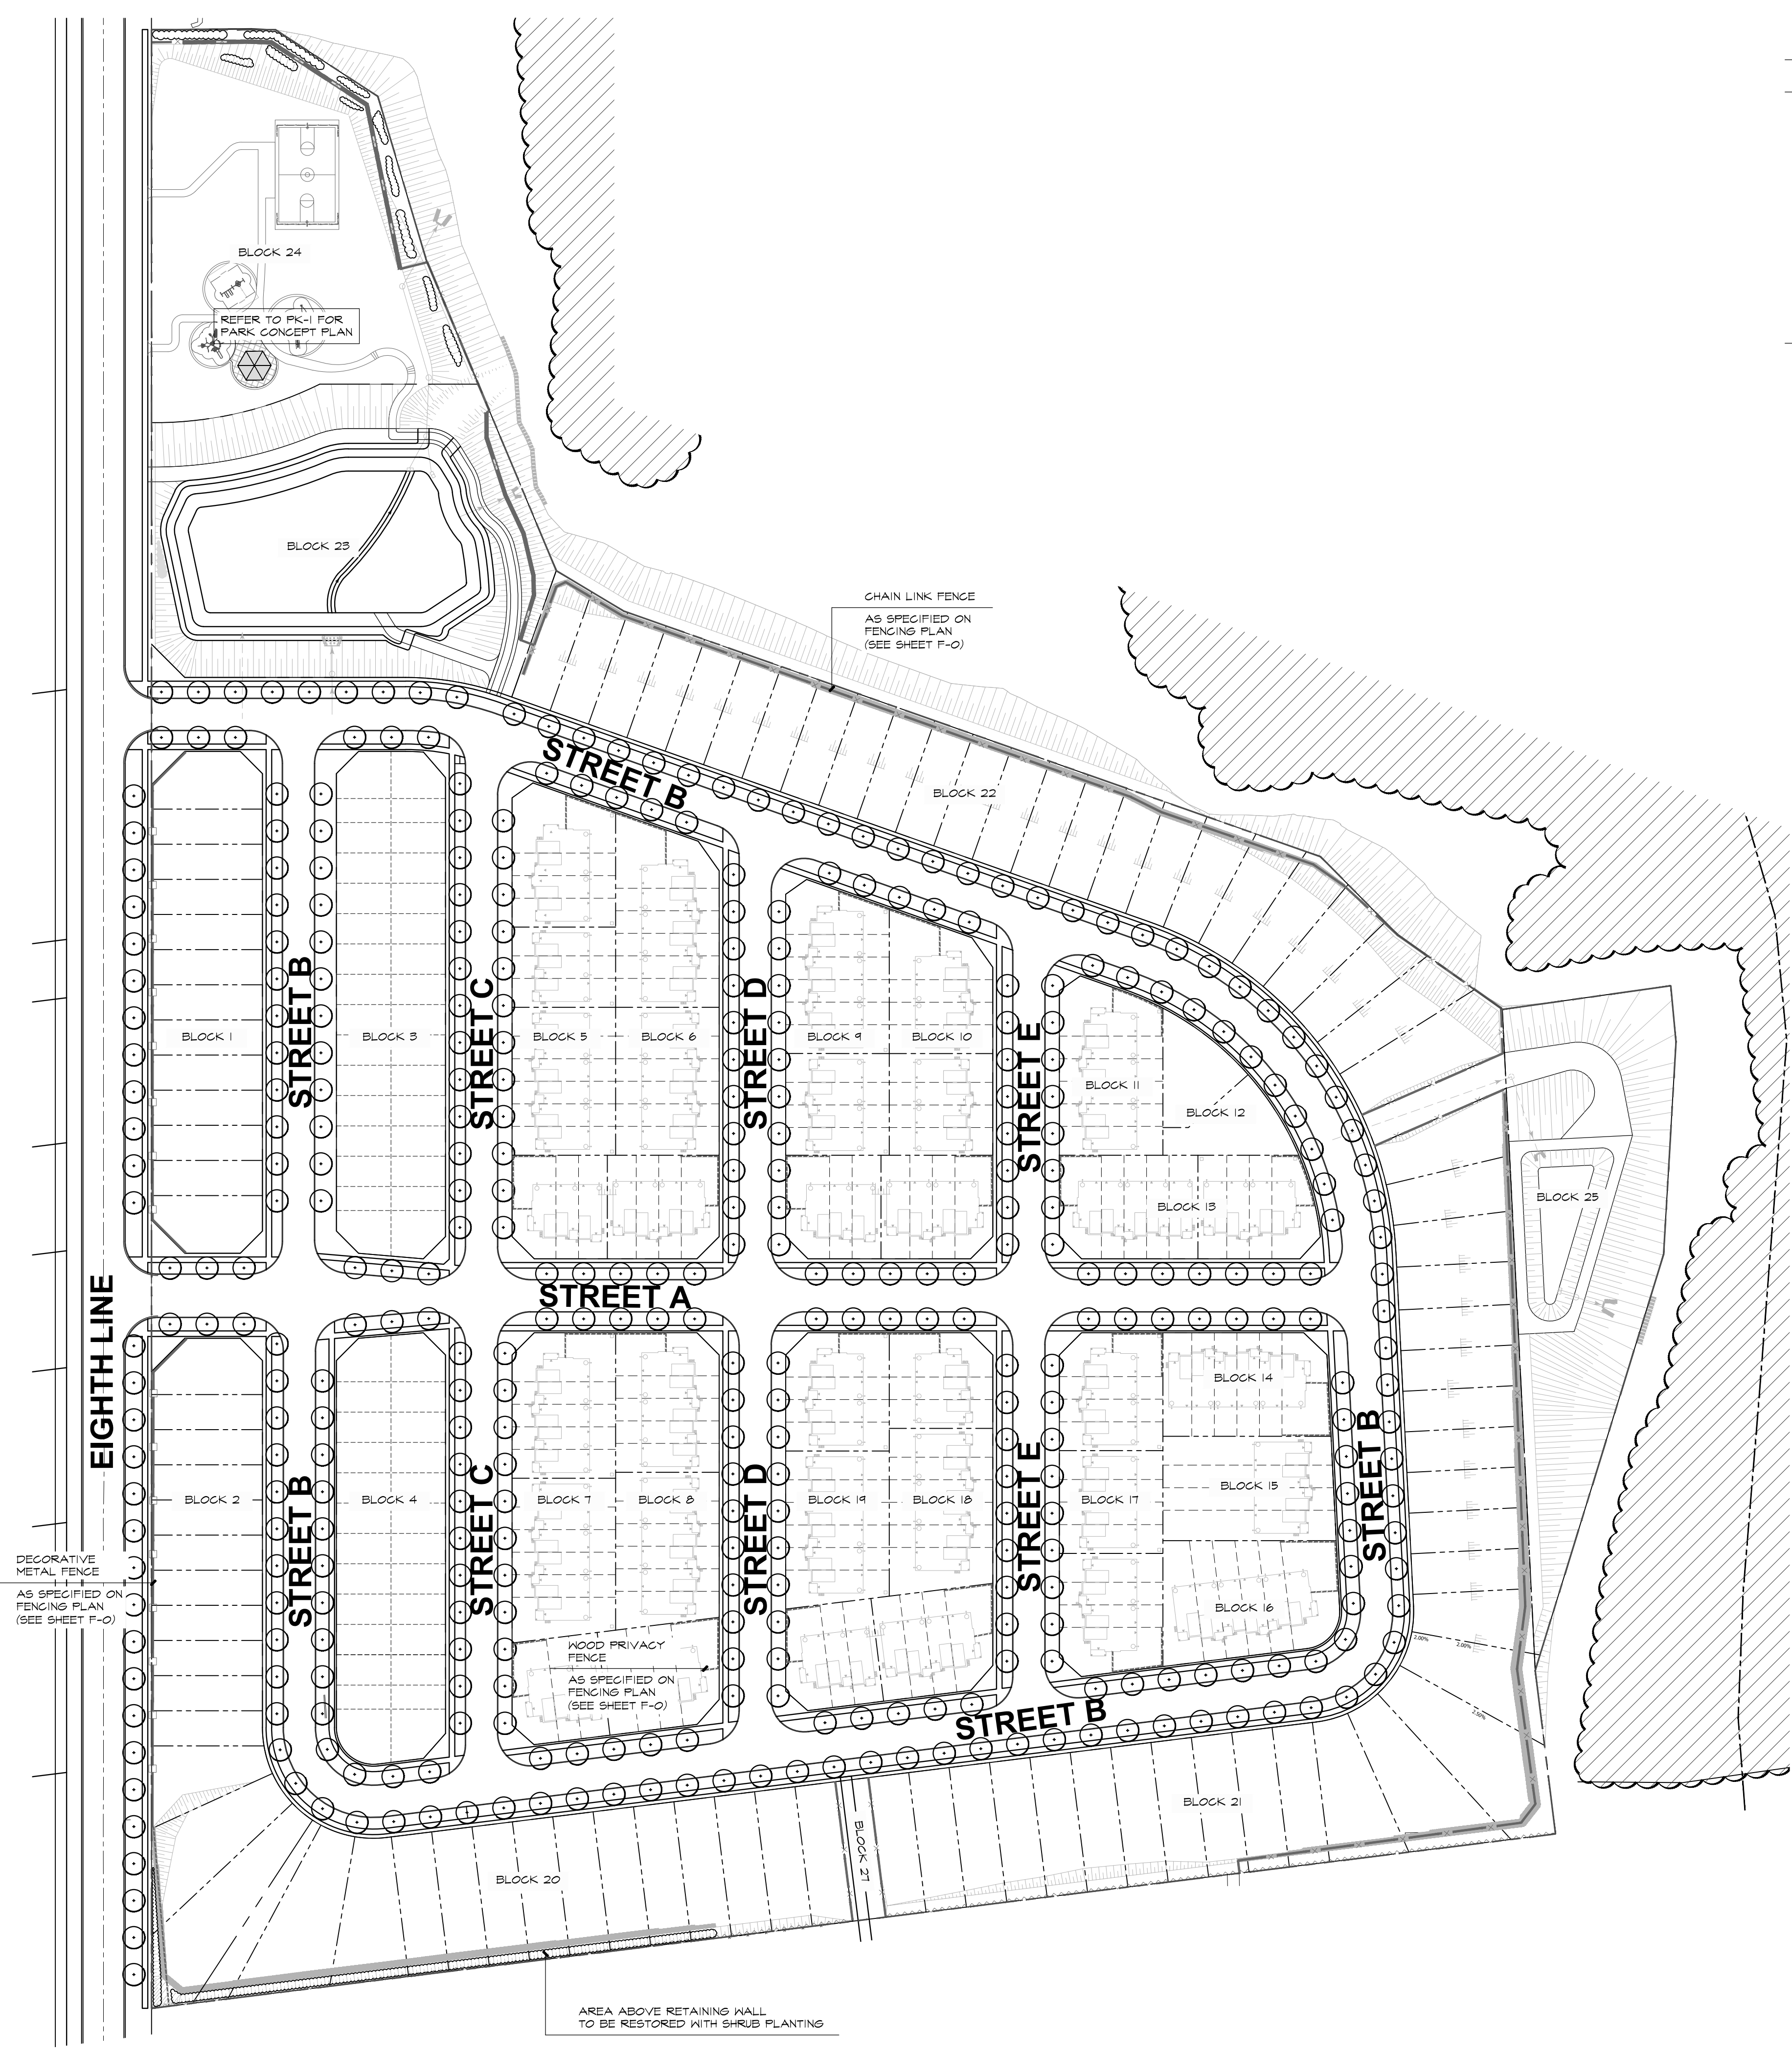 BLOCK 24
REFER TO PK-1 FOR
PARK CONCEPT PLAN
BLOCK 23
CHAIN LINK FENCE
AS SPECIFIED ON
FENCING PLAN
(SEE SHEET F-0)
STREET B
BLOCK 22
BLOCK 1
STREET B
BLOCK 3
STREET C
BLOCK 5
BLOCK 6
STREET D
BLOCK 9
BLOCK 10
STREET E
BLOCK 11
BLOCK 12
BLOCK 13
BLOCK 25
STREET A
EIGHTH LINE
BLOCK 14
BLOCK 2
STREET B
BLOCK 4
STREET C
BLOCK 7
BLOCK 8
STREET D
BLOCK 19
BLOCK 18
STREET E
BLOCK 17
BLOCK 15
STREET B
DECORATIVE
METAL FENCE
AS SPECIFIED ON
FENCING PLAN
(SEE SHEET F-0)
BLOCK 16
2.00%
2.00%
WOOD PRIVACY
FENCE
AS SPECIFIED ON
FENCING PLAN
(SEE SHEET F-0)
2.50%
STREET B
BLOCK 21
BLOCK 27
BLOCK 20
AREA ABOVE RETAINING WALL
TO BE RESTORED WITH SHRUB PLANTING